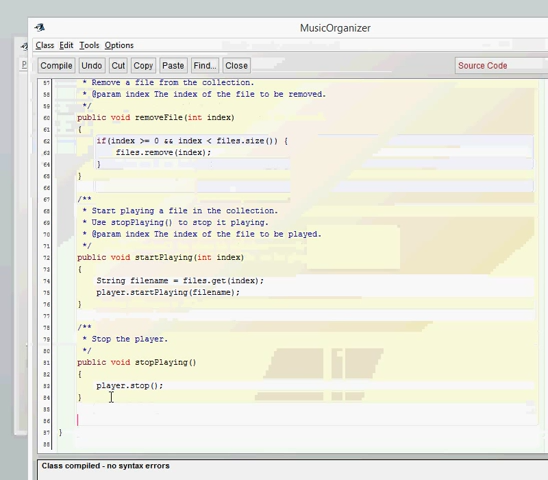 MusicOrganizer
Class Edit Tools Options
Compile Undo Cut Copy Paste Find... Close Source Code
57 * Remove a file from the collection.
58 * @param index The index of the file to be removed.
59 */
60 public void removeFile(int index)
61 {
62 if(index >= 0 && index < files.size()) {
63 files.remove(index);
64 }
65 }
66
67 /**
68 * Start playing a file in the collection.
69 * Use stopPlaying() to stop it playing.
70 * @param index The index of the file to be played.
71 */
72 public void startPlaying(int index)
73 {
74 String filename = files.get(index);
75 player.startPlaying(filename);
76 }
77
78 /**
79 * Stop the player.
80 */
81 public void stopPlaying()
82 {
83 player.stop();
84 }
85
86
87 }
88
Class compiled - no syntax errors